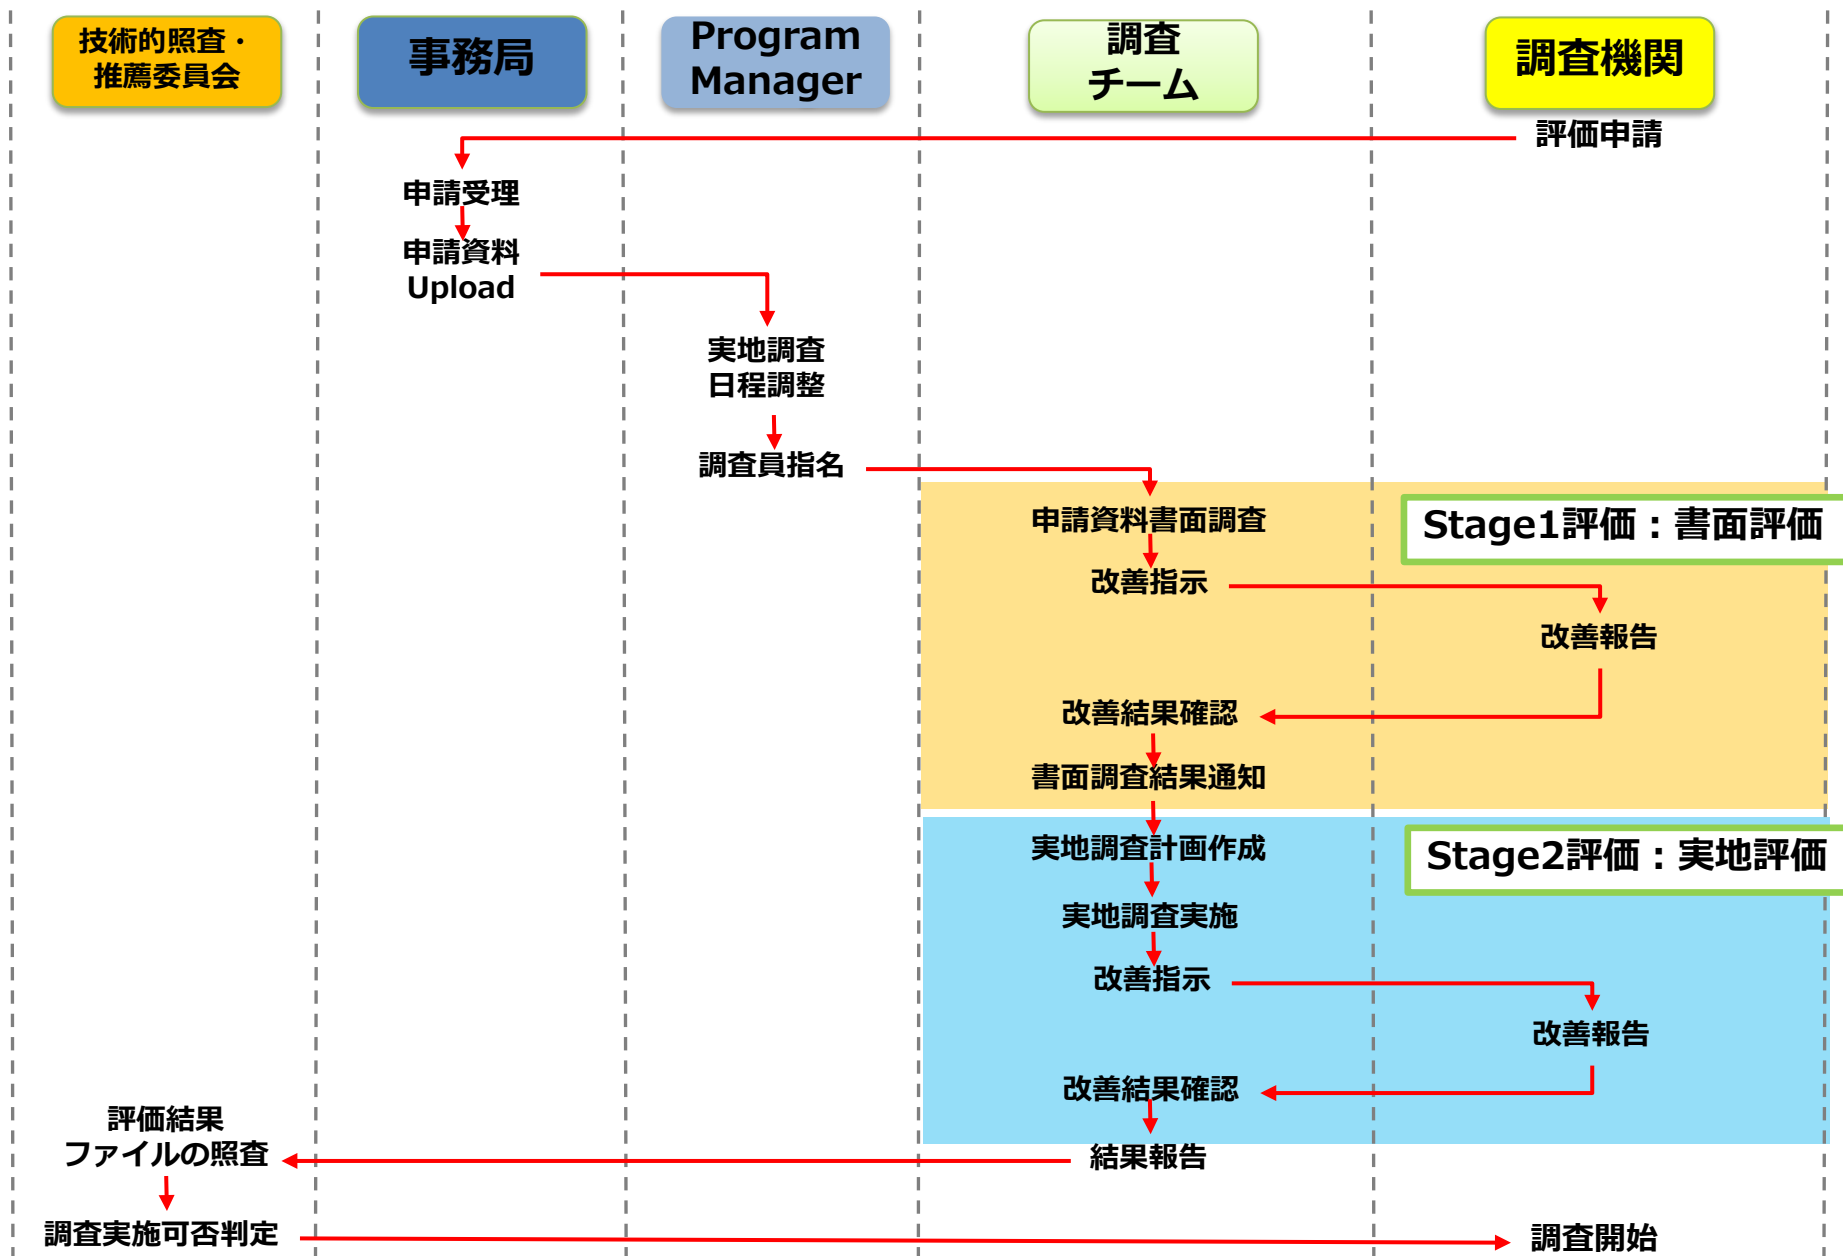 技術的照査・
推薦委員会
事務局
Program
Manager
調査
チーム
調査機関
評価申請
申請受理
申請資料
Upload
実地調査
日程調整
調査員指名
申請資料書面調査
Stage1評価：書面評価
改善指示
改善報告
改善結果確認
書面調査結果通知
実地調査計画作成
Stage2評価：実地評価
実地調査実施
改善指示
改善報告
改善結果確認
評価結果
ファイルの照査
結果報告
調査実施可否判定
調査開始